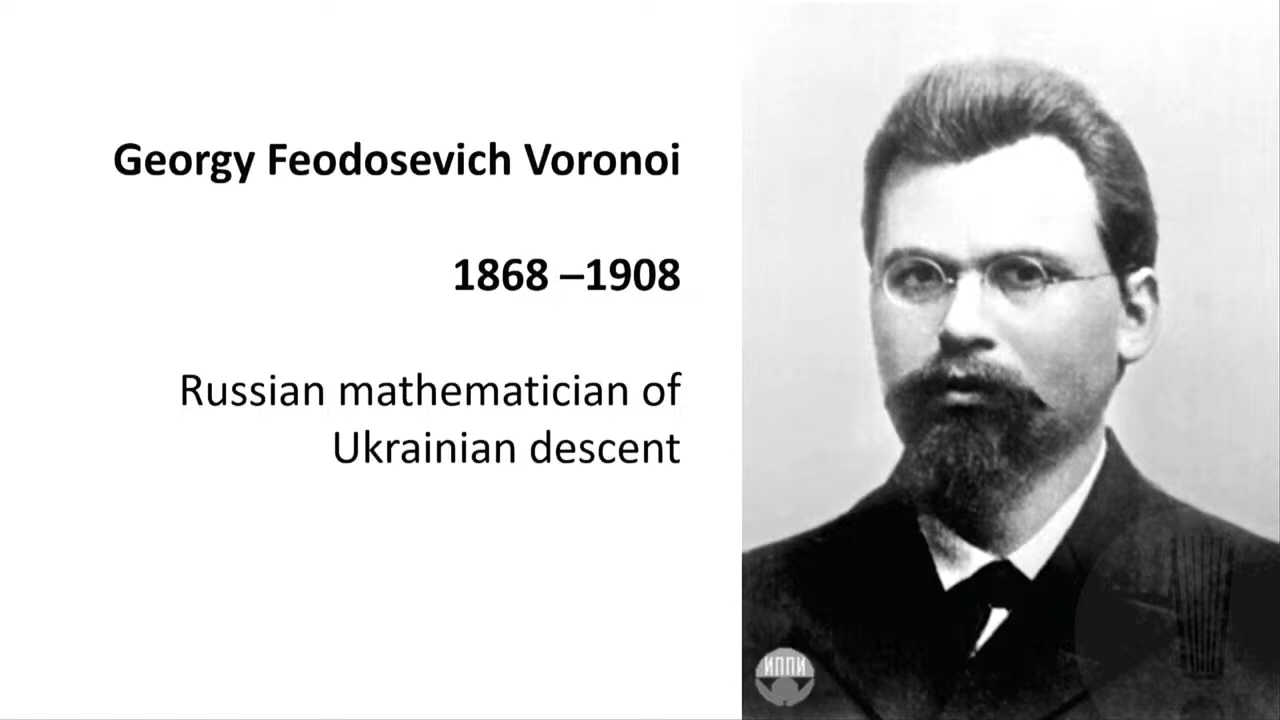 Georgy Feodosevich Voronoi
1868 –1908
Russian mathematician of
Ukrainian descent
ИППИ